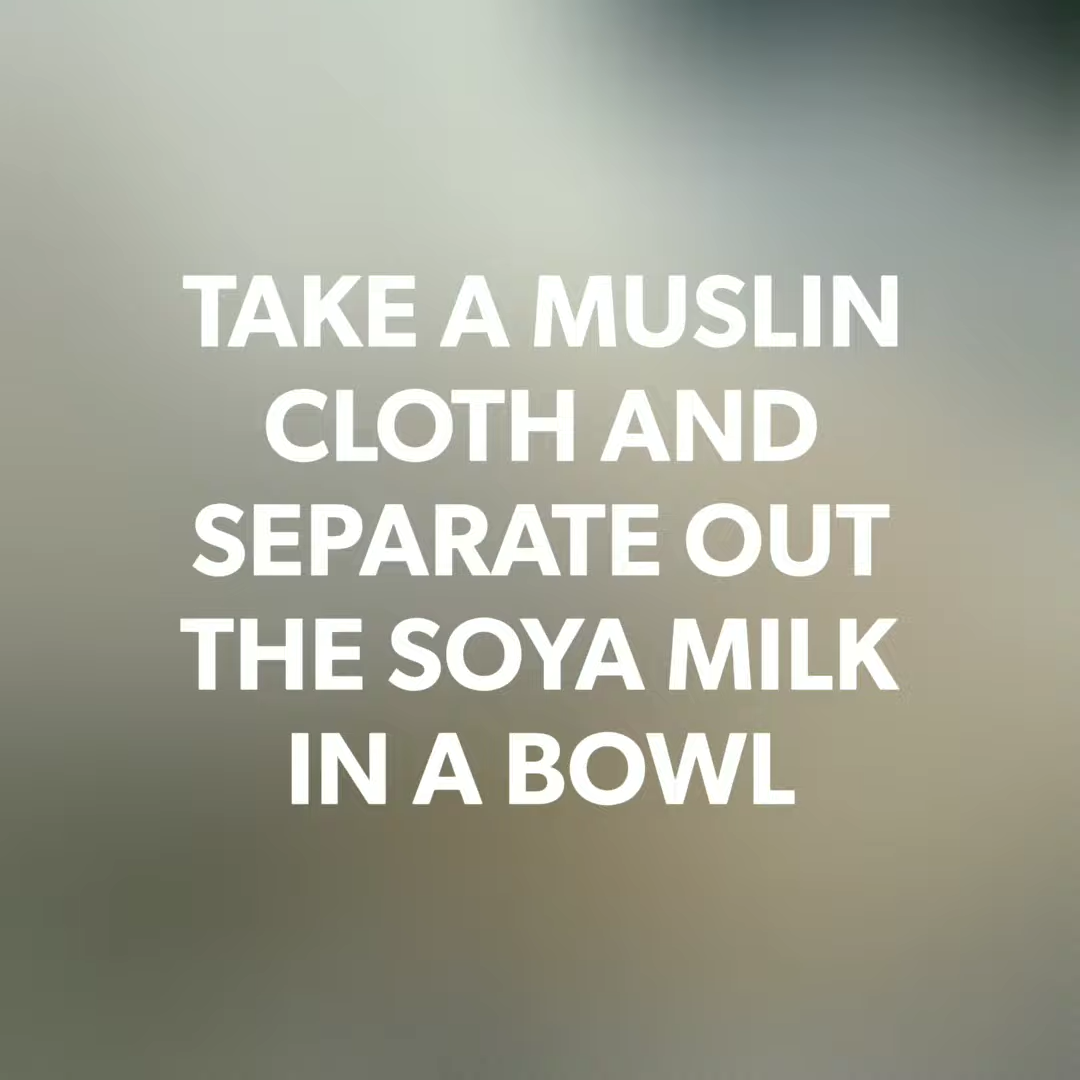 TAKE A MUSLIN
CLOTH AND
SEPARATE OUT
THE SOYA MILK
IN A BOWL